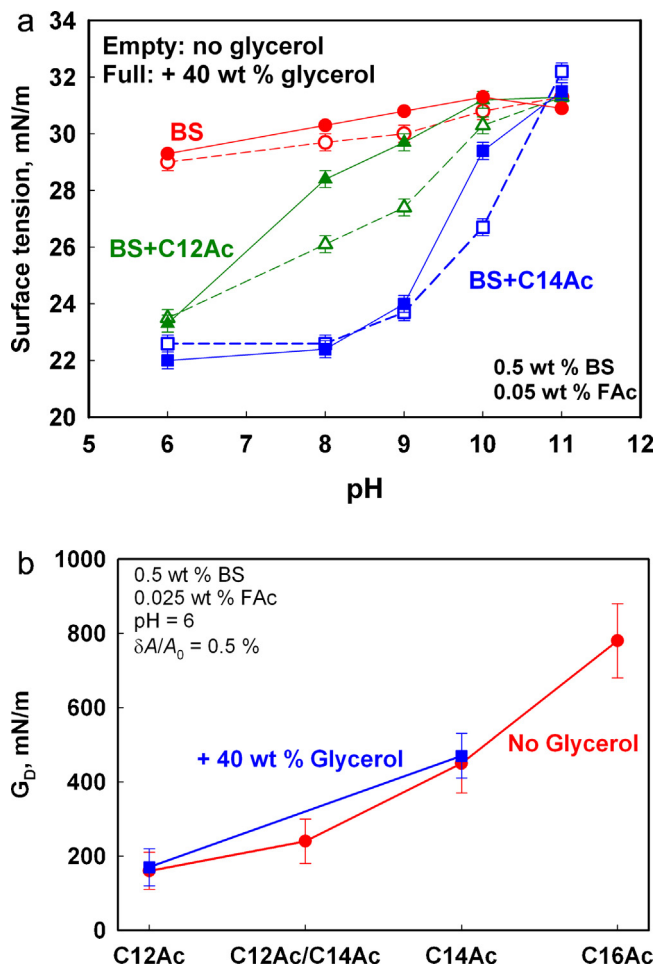 a
34
32
30
28
26
24
22
20
Surface tension, mN/m
Empty: no glycerol
Full: + 40 wt % glycerol
BS
BS+C12Ac
BS+C14Ac
0.5 wt % BS
0.05 wt % FAc
5 6 7 8 9 10 11 12
pH
b
1000
800
600
400
200
0
G_D, mN/m
0.5 wt % BS
0.025 wt % FAc
pH = 6
δA/A₀ = 0.5 %
+ 40 wt % Glycerol
No Glycerol
C12Ac C12Ac/C14Ac C14Ac C16Ac